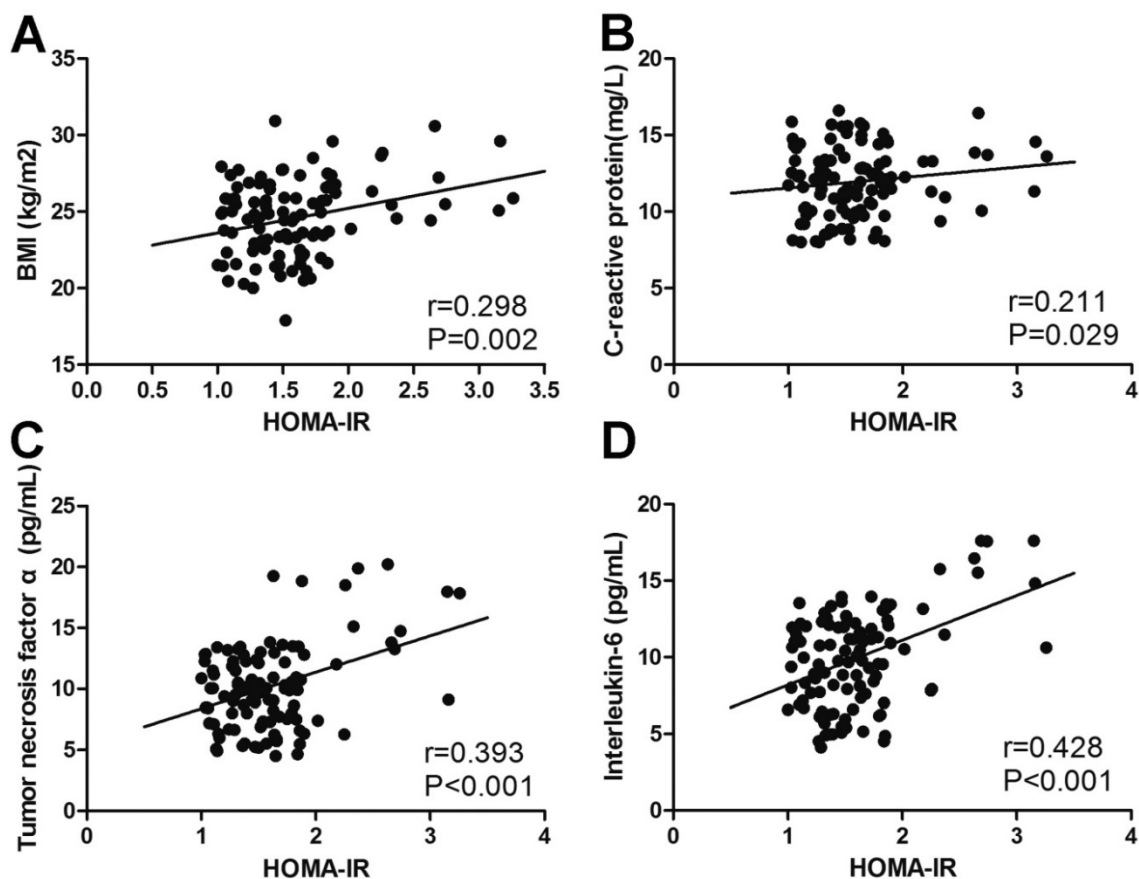 A
BMI (kg/m2)
35
30
25
20
15
0.0 0.5 1.0 1.5 2.0 2.5 3.0 3.5
HOMA-IR
r=0.298
P=0.002
B
C-reactive protein(mg/L)
20
15
10
5
0
0 1 2 3 4
HOMA-IR
r=0.211
P=0.029
C
Tumor necrosis factor α (pg/mL)
25
20
15
10
5
0
0 1 2 3 4
HOMA-IR
r=0.393
P<0.001
D
Interleukin-6 (pg/mL)
20
15
10
5
0
0 1 2 3 4
HOMA-IR
r=0.428
P<0.001